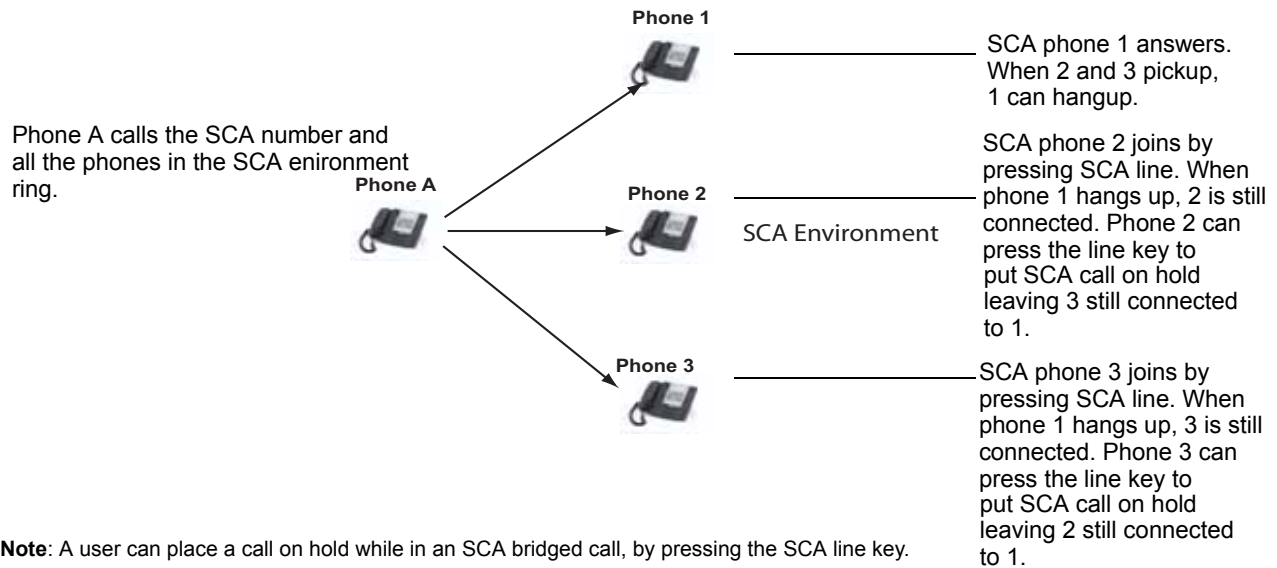 Phone 1
SCA phone 1 answers.
When 2 and 3 pickup,
1 can hangup.
Phone A calls the SCA number and
all the phones in the SCA enironment
ring.
Phone A
Phone 2
SCA Environment
SCA phone 2 joins by
pressing SCA line. When
phone 1 hangs up, 2 is still
connected. Phone 2 can
press the line key to
put SCA call on hold
leaving 3 still connected
to 1.
Phone 3
SCA phone 3 joins by
pressing SCA line. When
phone 1 hangs up, 3 is still
connected. Phone 3 can
press the line key to
put SCA call on hold
leaving 2 still connected
to 1.
Note: A user can place a call on hold while in an SCA bridged call, by pressing the SCA line key.